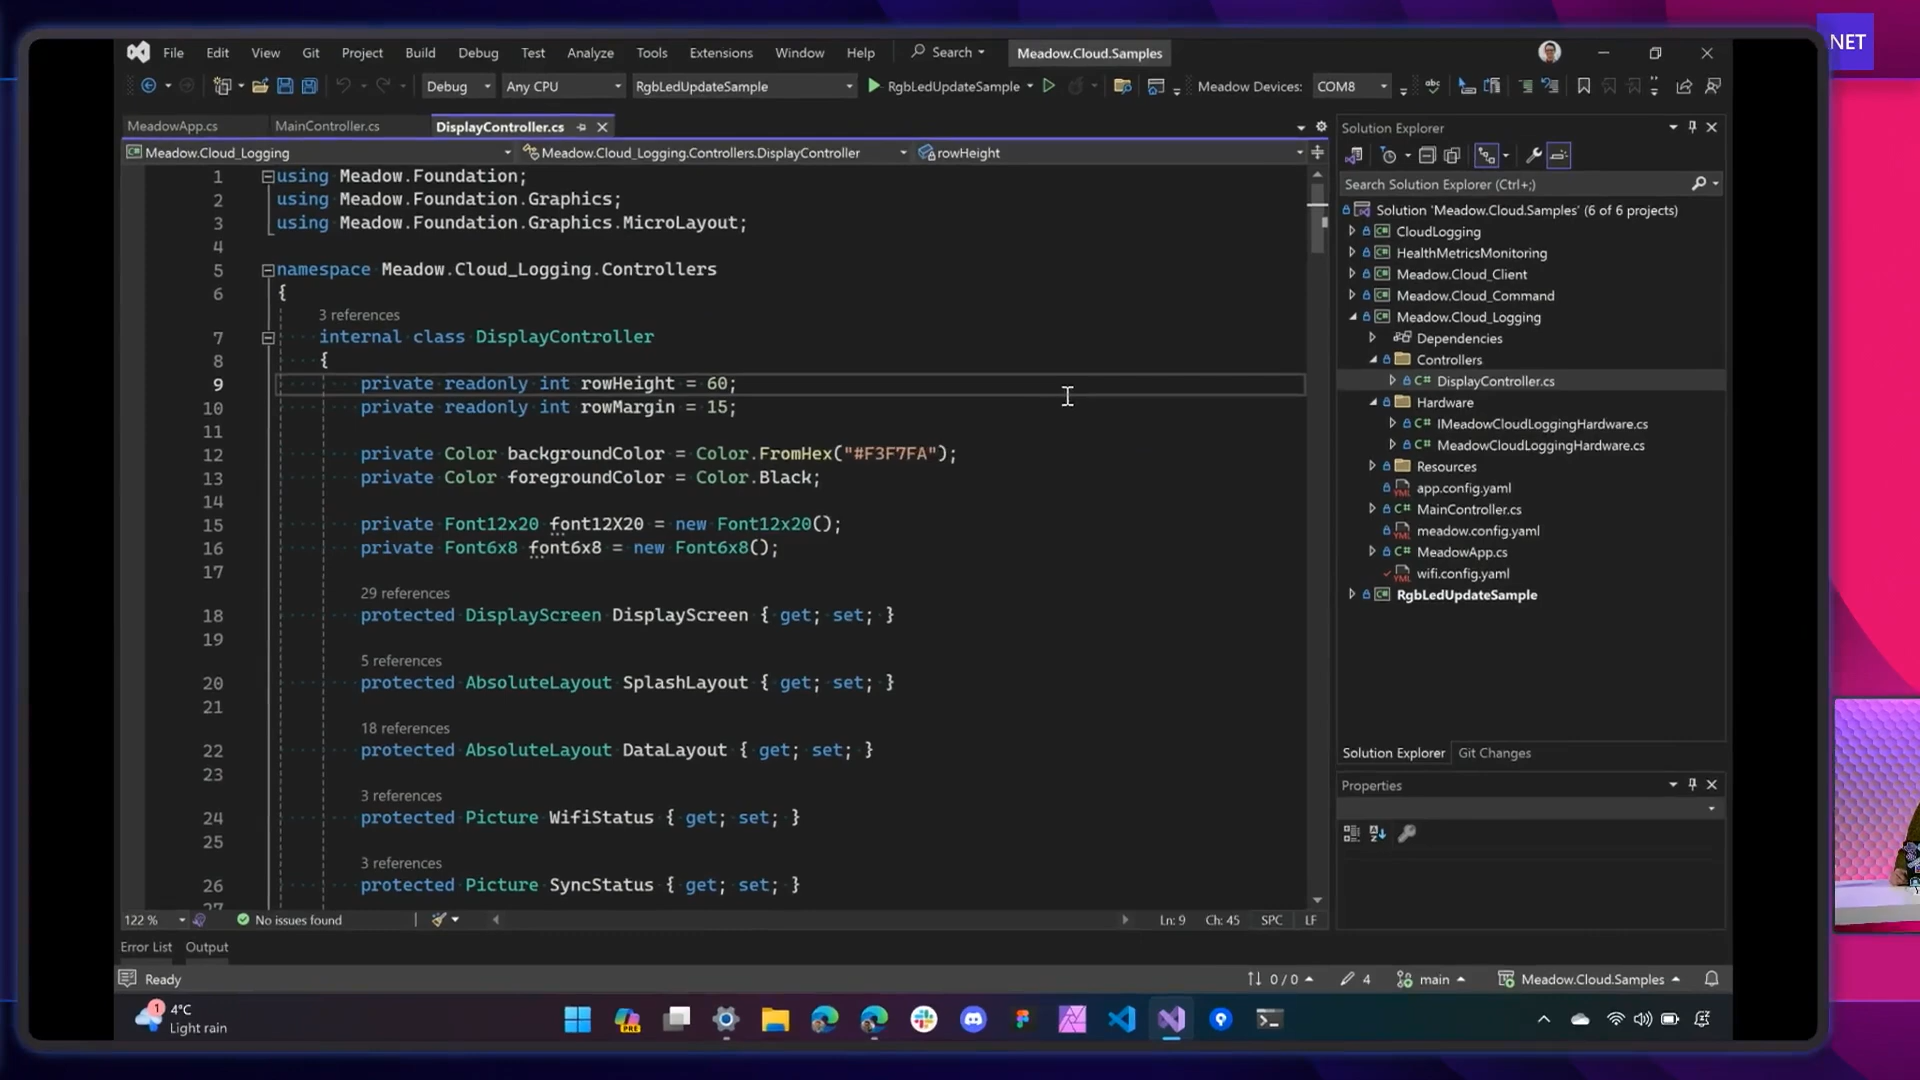 NET
File Edit View Git Project Build Debug Test Analyze Tools Extensions Window Help Search Meadow.Cloud.Samples
Debug Any CPU RgbLedUpdateSample RgbLedUpdateSample Meadow Devices: COM8
MeadowApp.cs MainController.cs DisplayController.cs
Meadow.Cloud_Logging Meadow.Cloud_Logging.Controllers.DisplayController rowHeight
1 using Meadow.Foundation;
2 using Meadow.Foundation.Graphics;
3 using Meadow.Foundation.Graphics.MicroLayout;
4
5 namespace Meadow.Cloud_Logging.Controllers
6 {
3 references
7 internal class DisplayController
8 {
9 private readonly int rowHeight = 60;
10 private readonly int rowMargin = 15;
11
12 private Color backgroundColor = Color.FromHex("#F3F7FA");
13 private Color foregroundColor = Color.Black;
14
15 private Font12x20 font12X20 = new Font12x20();
16 private Font6x8 font6x8 = new Font6x8();
17
29 references
18 protected DisplayScreen DisplayScreen { get; set; }
19
5 references
20 protected AbsoluteLayout SplashLayout { get; set; }
21
18 references
22 protected AbsoluteLayout DataLayout { get; set; }
23
3 references
24 protected Picture WifiStatus { get; set; }
25
3 references
26 protected Picture SyncStatus { get; set; }
27
122 % No issues found Ln: 9 Ch: 45 SPC LF
Error List Output
Solution Explorer
Search Solution Explorer (Ctrl+;)
Solution 'Meadow.Cloud.Samples' (6 of 6 projects)
CloudLogging
HealthMetricsMonitoring
Meadow.Cloud_Client
Meadow.Cloud_Command
Meadow.Cloud_Logging
Dependencies
Controllers
C# DisplayController.cs
Hardware
C# IMeadowCloudLoggingHardware.cs
C# MeadowCloudLoggingHardware.cs
Resources
YML app.config.yaml
C# MainController.cs
YML meadow.config.yaml
C# MeadowApp.cs
YML wifi.config.yaml
RgbLedUpdateSample
Solution Explorer Git Changes
Properties
Ready 0 / 0 4 main Meadow.Cloud.Samples
1 4°C
Light rain
PRE